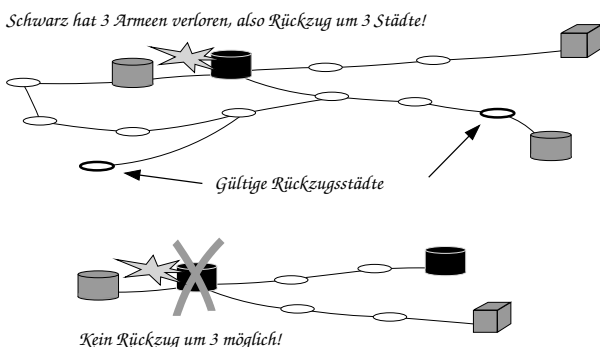 Schwarz hat 3 Armeen verloren, also Rückzug um 3 Städte!
Gültige Rückzugsstädte
Kein Rückzug um 3 möglich!